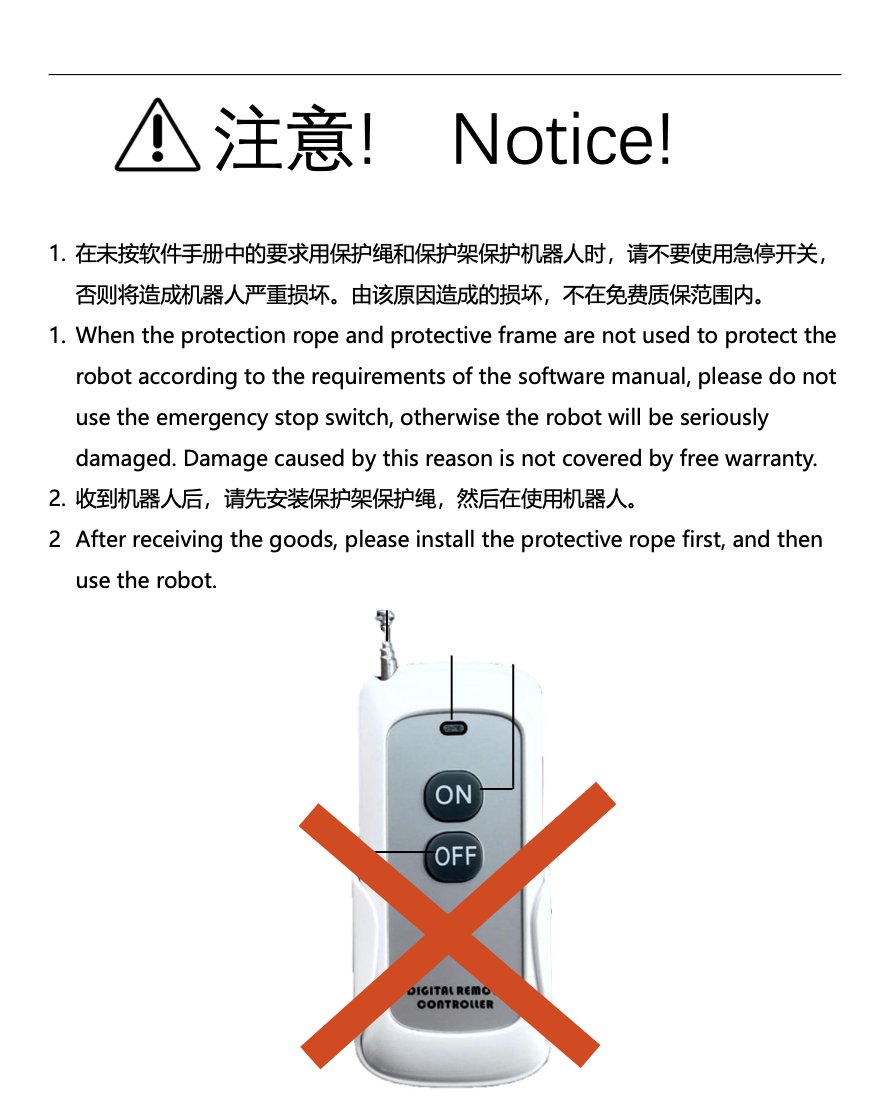 注意! Notice!
1. 在未按软件手册中的要求用保护绳和保护架保护机器人时，请不要使用急停开关，
否则将造成机器人严重损坏。由该原因造成的损坏，不在免费质保范围内。
1. When the protection rope and protective frame are not used to protect the
robot according to the requirements of the software manual, please do not
use the emergency stop switch, otherwise the robot will be seriously
damaged. Damage caused by this reason is not covered by free warranty.
2. 收到机器人后，请先安装保护架保护绳，然后在使用机器人。
2 After receiving the goods, please install the protective rope first, and then
use the robot.
ON
OFF
DIGITAL
CONTROLLER